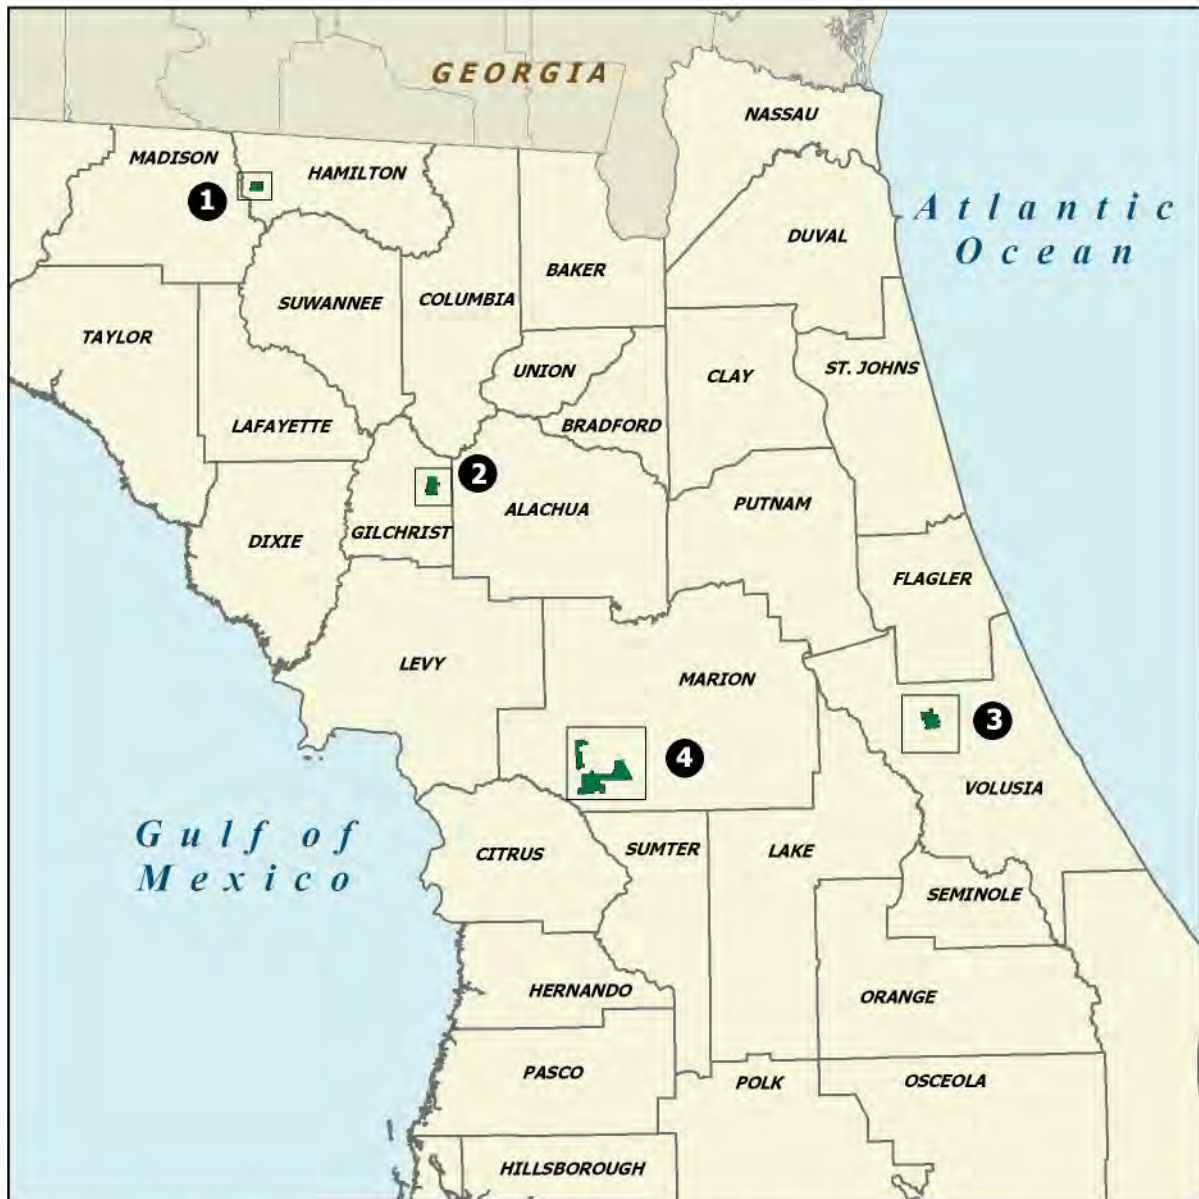 GEORGIA
NASSAU
MADISON
HAMILTON
1
Atlantic
Ocean
DUVAL
BAKER
SUWANNEE
COLUMBIA
TAYLOR
UNION
CLAY
ST. JOHNS
LAFAYETTE
BRADFORD
2
ALACHUA
PUTNAM
GILCHRIST
DIXIE
FLAGLER
LEVY
MARION
3
4
VOLUSIA
Gulf of
Mexico
CITRUS
SUMTER
LAKE
SEMINOLE
HERNANDO
ORANGE
PASCO
POLK
OSCEOLA
HILLSBOROUGH